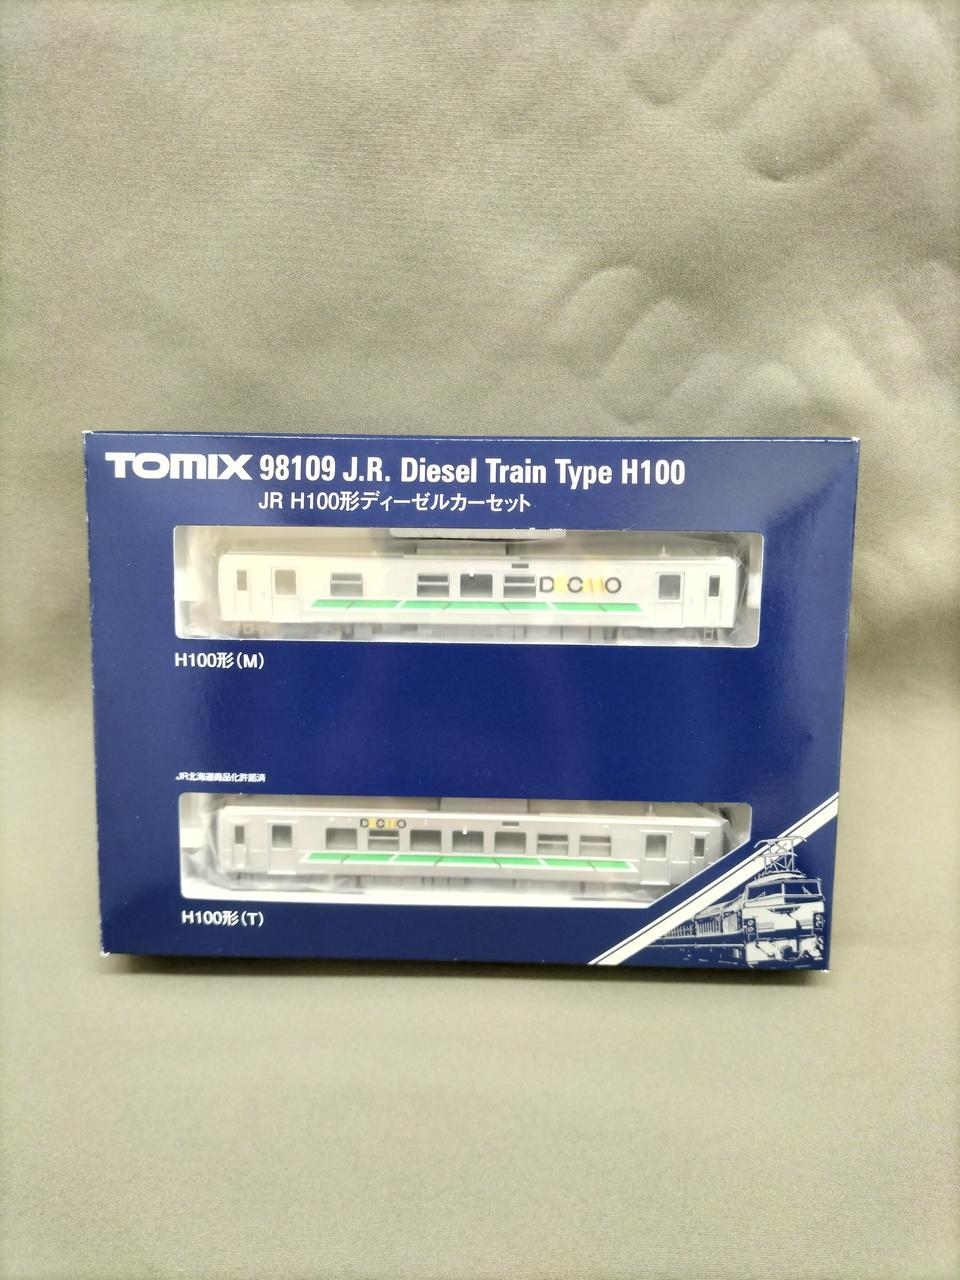 TOMIX 98109 J.R. Diesel Train Type H100
JR H100形ディーゼルカーセット
DECMO
H100形(M)
JR北海道商品化許諾済
DECMO
H100形(T)